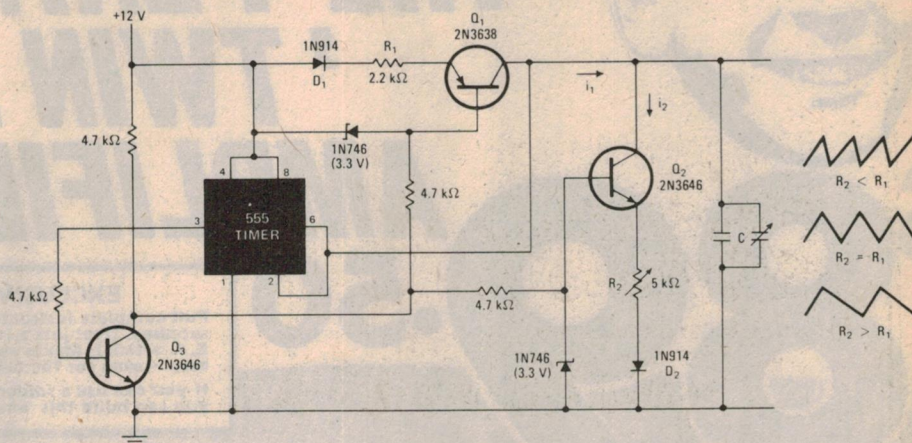 +12 V
1N914
D1
R1
2.2 kΩ
Q1
2N3638
i1
i2
4.7 kΩ
1N746
(3.3 V)
4.7 kΩ
4
8
3
555
TIMER
6
1
2
Q2
2N3646
C
R2 < R1
R2 = R1
R2 > R1
4.7 kΩ
4.7 kΩ
R2
5 kΩ
Q3
2N3646
1N746
(3.3 V)
1N914
D2